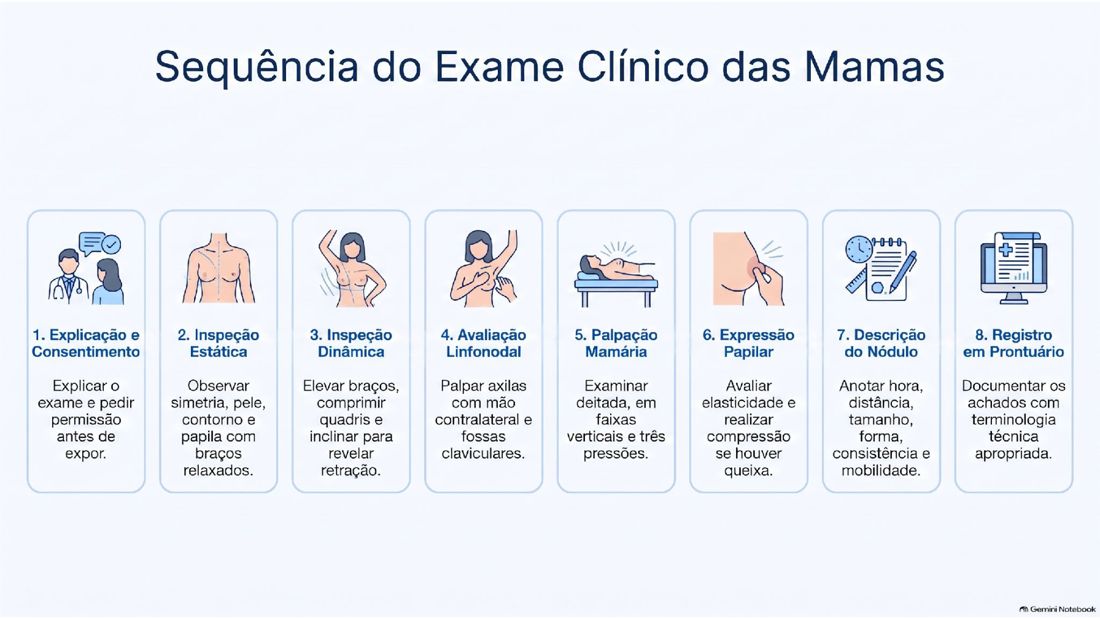 Sequência do Exame Clínico das Mamas
1. Explicação e
Consentimento
Explicar o
exame e pedir
permissão
antes de
expor.
2. Inspeção
Estática
Observar
simetria, pele,
contorno e
papila com
braços
relaxados.
3. Inspeção
Dinâmica
Elevar braços,
comprimir
quadris e
inclinar para
revelar
retração.
4. Avaliação
Linfonodal
Palpar axilas
com mão
contralateral e
fossas
claviculares.
5. Palpação
Mamária
Examinar
deitada, em
faixas
verticais e três
pressões.
6. Expressão
Papilar
Avaliar
elasticidade e
realizar
compressão
se houver
queixa.
7. Descrição
do Nódulo
Anotar hora,
distância,
tamanho,
forma,
consistência e
mobilidade.
8. Registro
em Prontuário
Documentar os
achados com
terminologia
técnica
apropriada.
Gemini Notebook